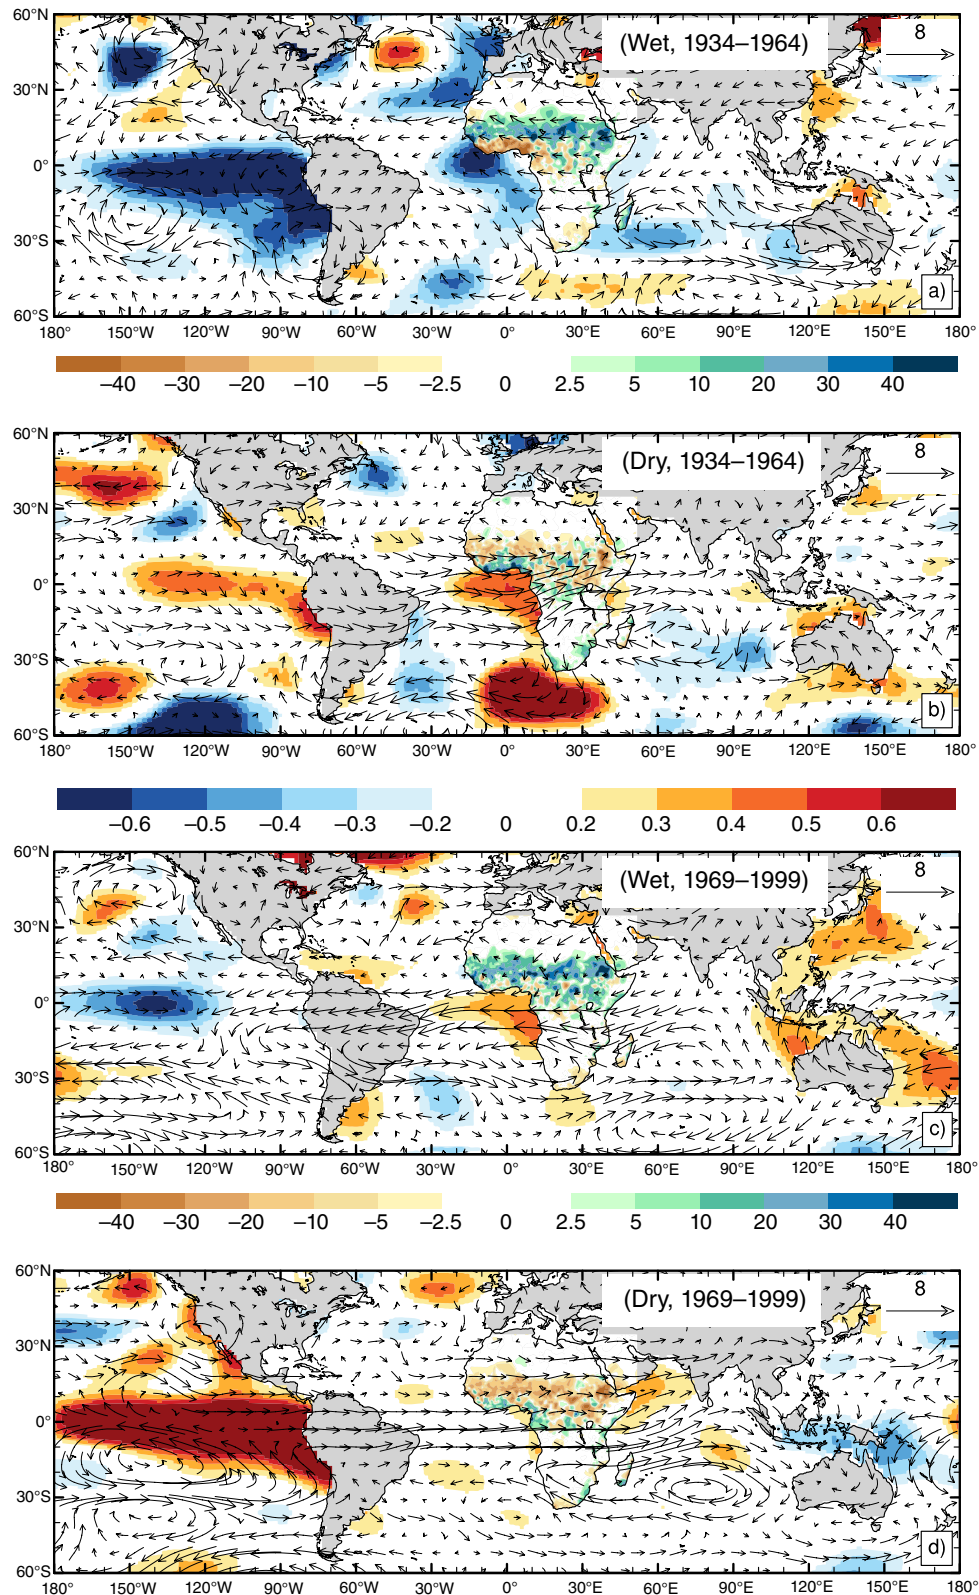 60°N
(Wet, 1934–1964)
8
30°N
0°
30°S
a)
60°S
180° 150°W 120°W 90°W 60°W 30°W 0° 30°E 60°E 90°E 120°E 150°E 180°
−40 −30 −20 −10 −5 −2.5 0 2.5 5 10 20 30 40
60°N
(Dry, 1934–1964)
8
30°N
0°
30°S
b)
60°S
180° 150°W 120°W 90°W 60°W 30°W 0° 30°E 60°E 90°E 120°E 150°E 180°
−0.6 −0.5 −0.4 −0.3 −0.2 0 0.2 0.3 0.4 0.5 0.6
60°N
(Wet, 1969–1999)
8
30°N
0°
30°S
c)
60°S
180° 150°W 120°W 90°W 60°W 30°W 0° 30°E 60°E 90°E 120°E 150°E 180°
−40 −30 −20 −10 −5 −2.5 0 2.5 5 10 20 30 40
60°N
(Dry, 1969–1999)
8
30°N
0°
30°S
d)
60°S
180° 150°W 120°W 90°W 60°W 30°W 0° 30°E 60°E 90°E 120°E 150°E 180°